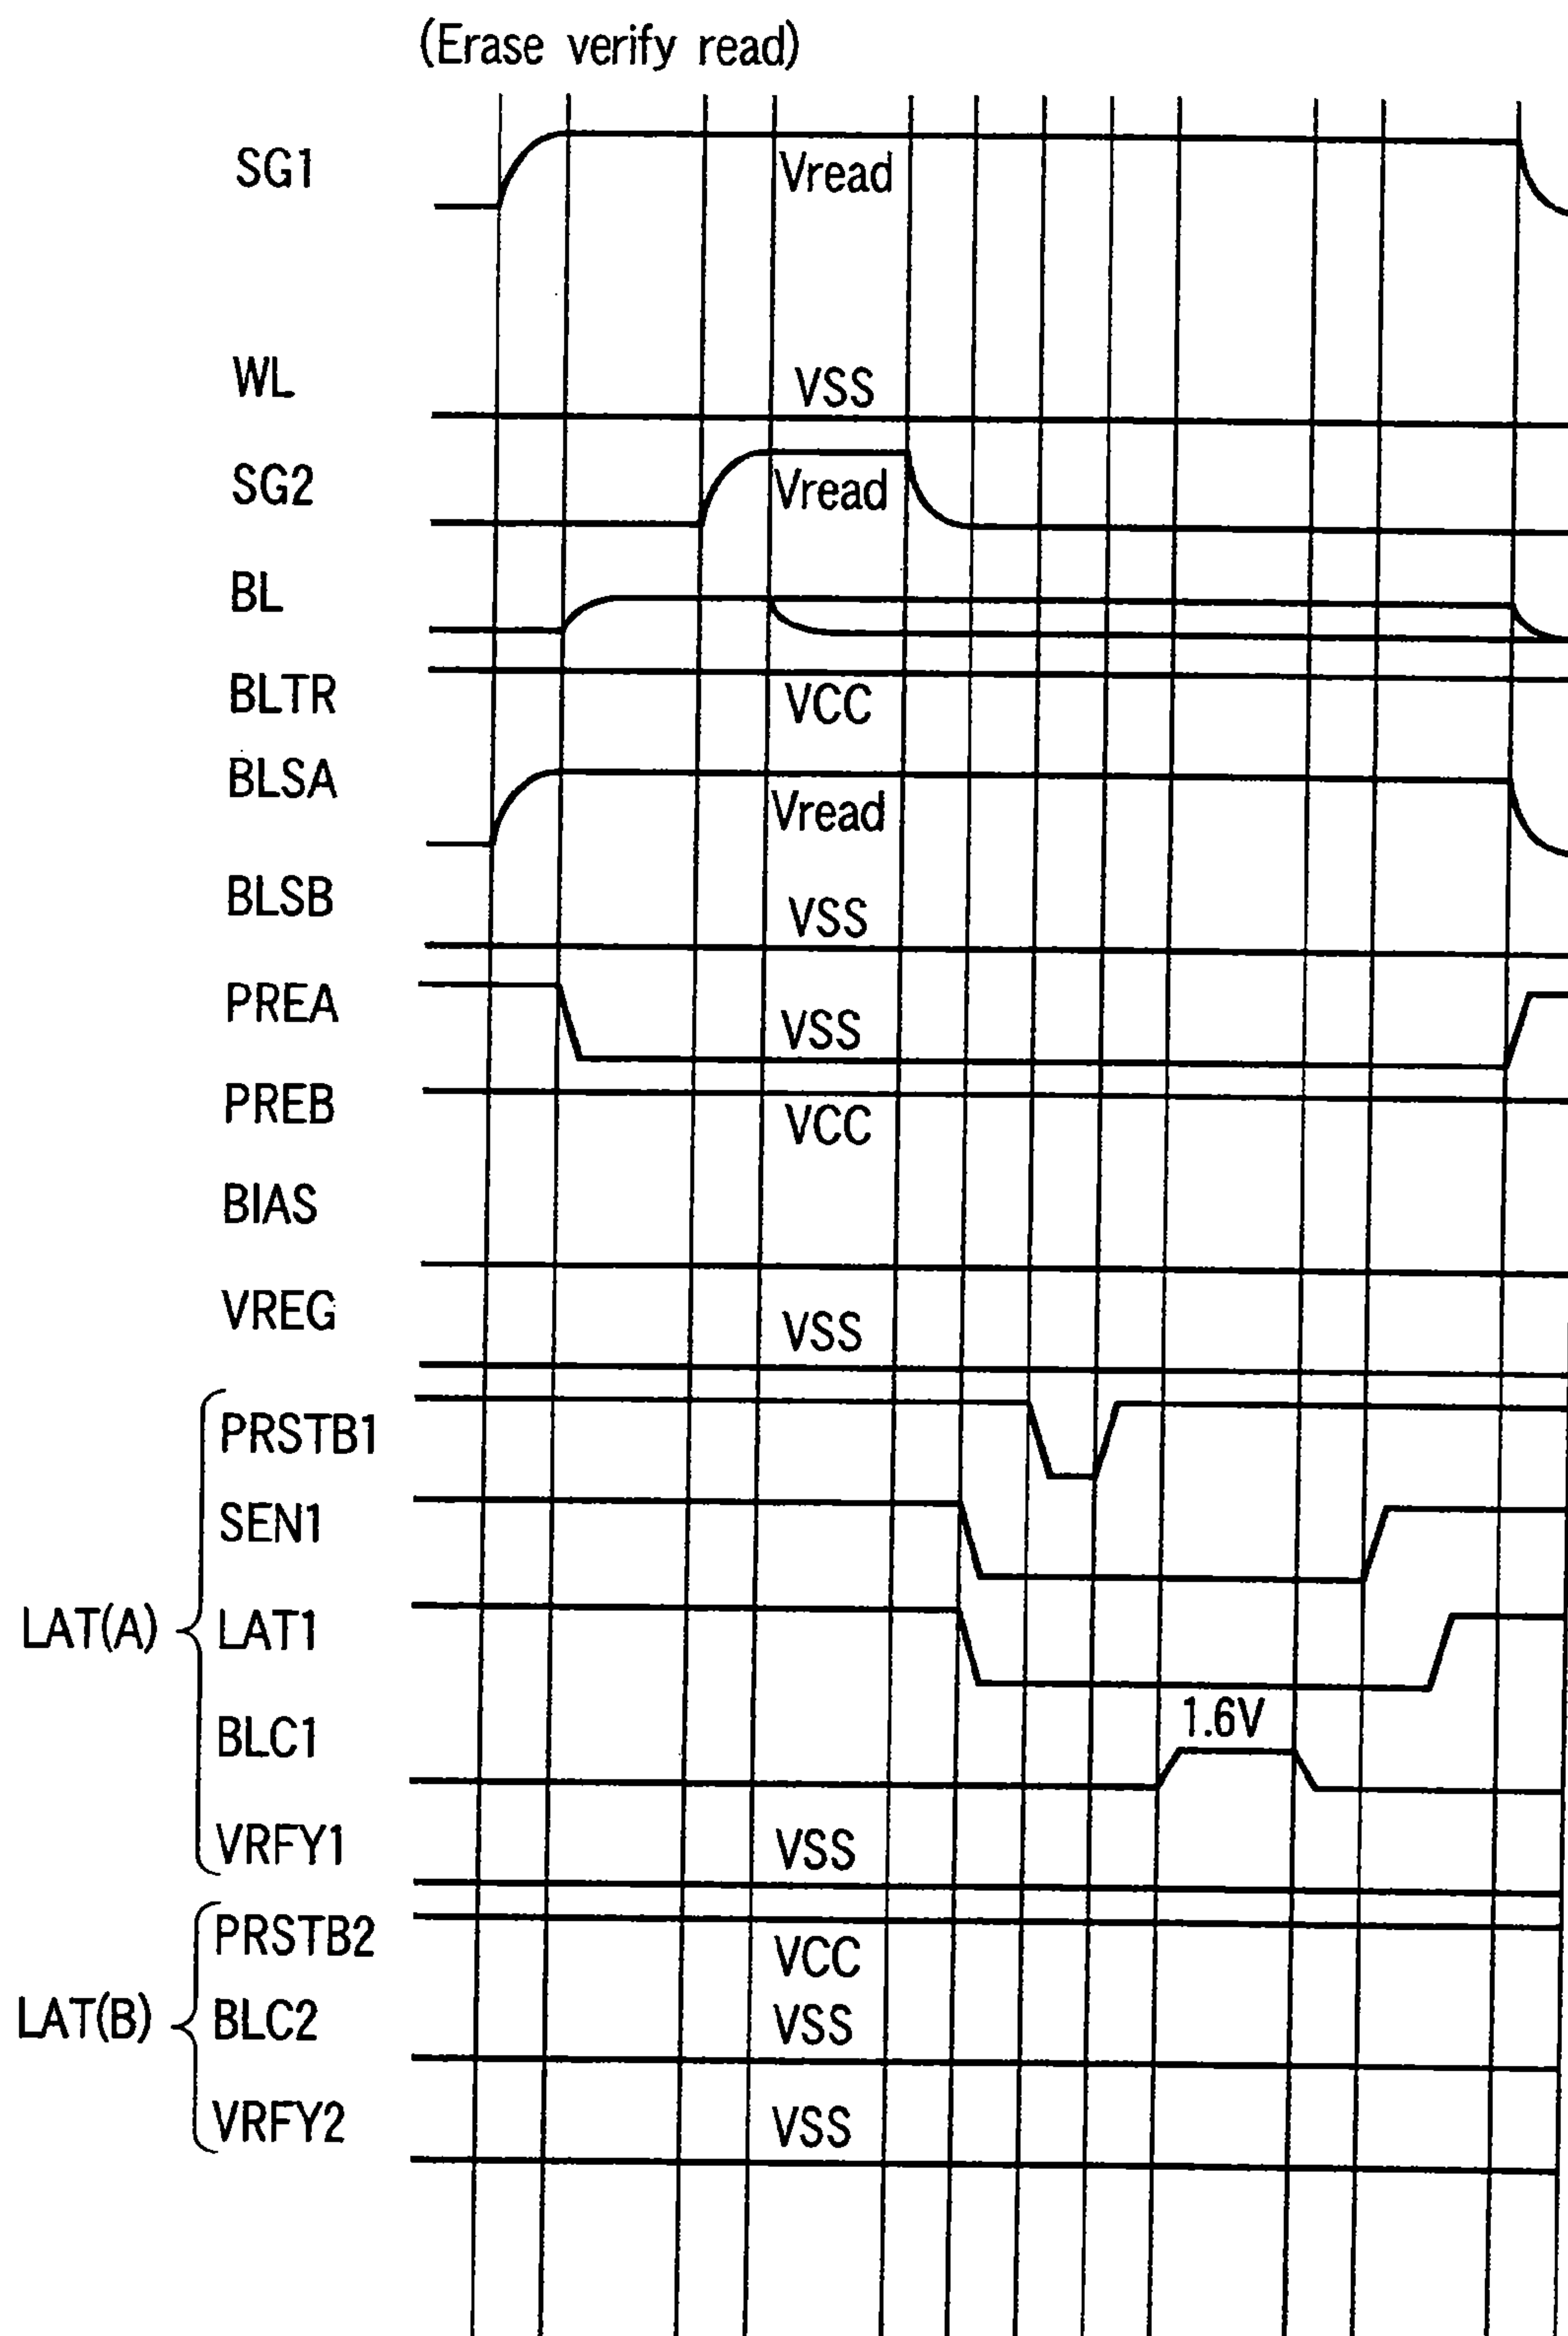 (Erase verify read)
SG1
Vread
WL
VSS
SG2
Vread
BL
BLTR
VCC
BLSA
Vread
BLSB
VSS
PREA
VSS
PREB
VCC
BIAS
VREG
VSS
PRSTB1
SEN1
LAT(A)
LAT1
BLC1
1.6V
VRFY1
VSS
PRSTB2
VCC
LAT(B)
BLC2
VSS
VRFY2
VSS